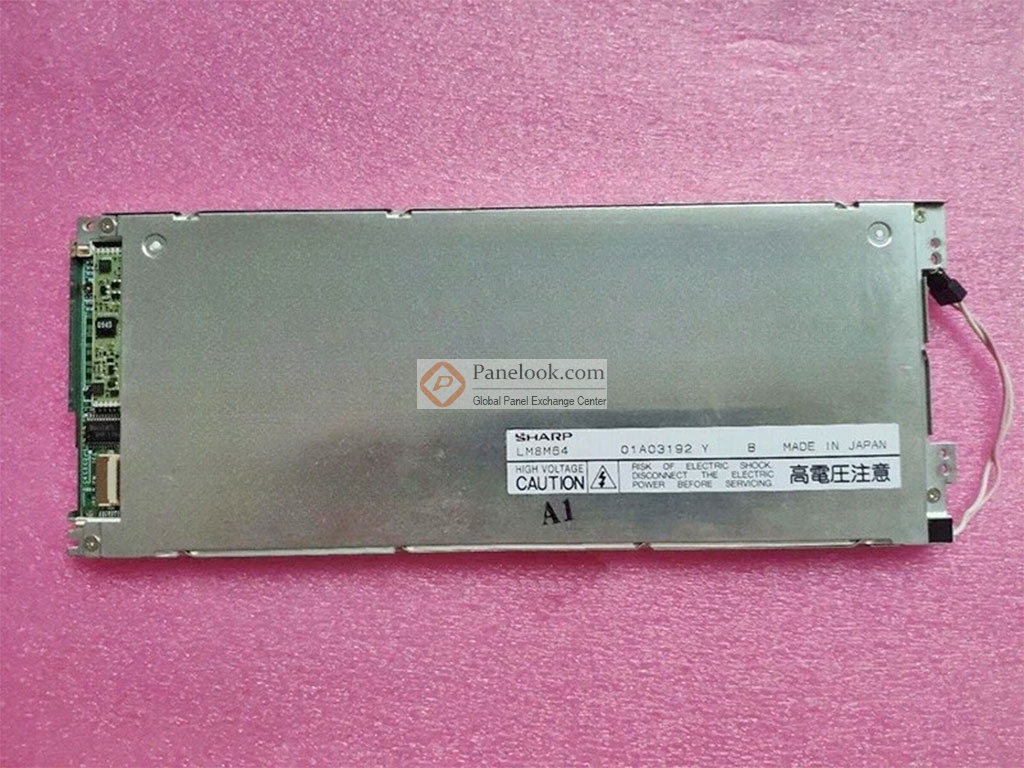 0943
Panelook.com
Global Panel Exchange Center
SHARP
LM8M64 01A03192 Y B MADE IN JAPAN
HIGH VOLTAGE
CAUTION
RISK OF ELECTRIC SHOCK.
DISCONNECT THE ELECTRIC
POWER BEFORE SERVICING.
高電圧注意
A1